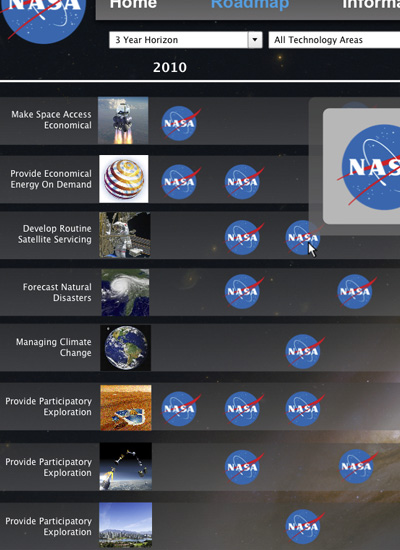 NASA
Home Roadmap Informa
3 Year Horizon All Technology Areas
2010
Make Space Access
Economical
NASA
NAS
Provide Economical
Energy On Demand
NASA NASA
Develop Routine
Satellite Servicing
NASA NASA
Forecast Natural
Disasters
NASA NASA
Managing Climate
Change
NASA
Provide Participatory
Exploration
NASA NASA NASA
Provide Participatory
Exploration
NASA NASA
Provide Participatory
Exploration
NASA